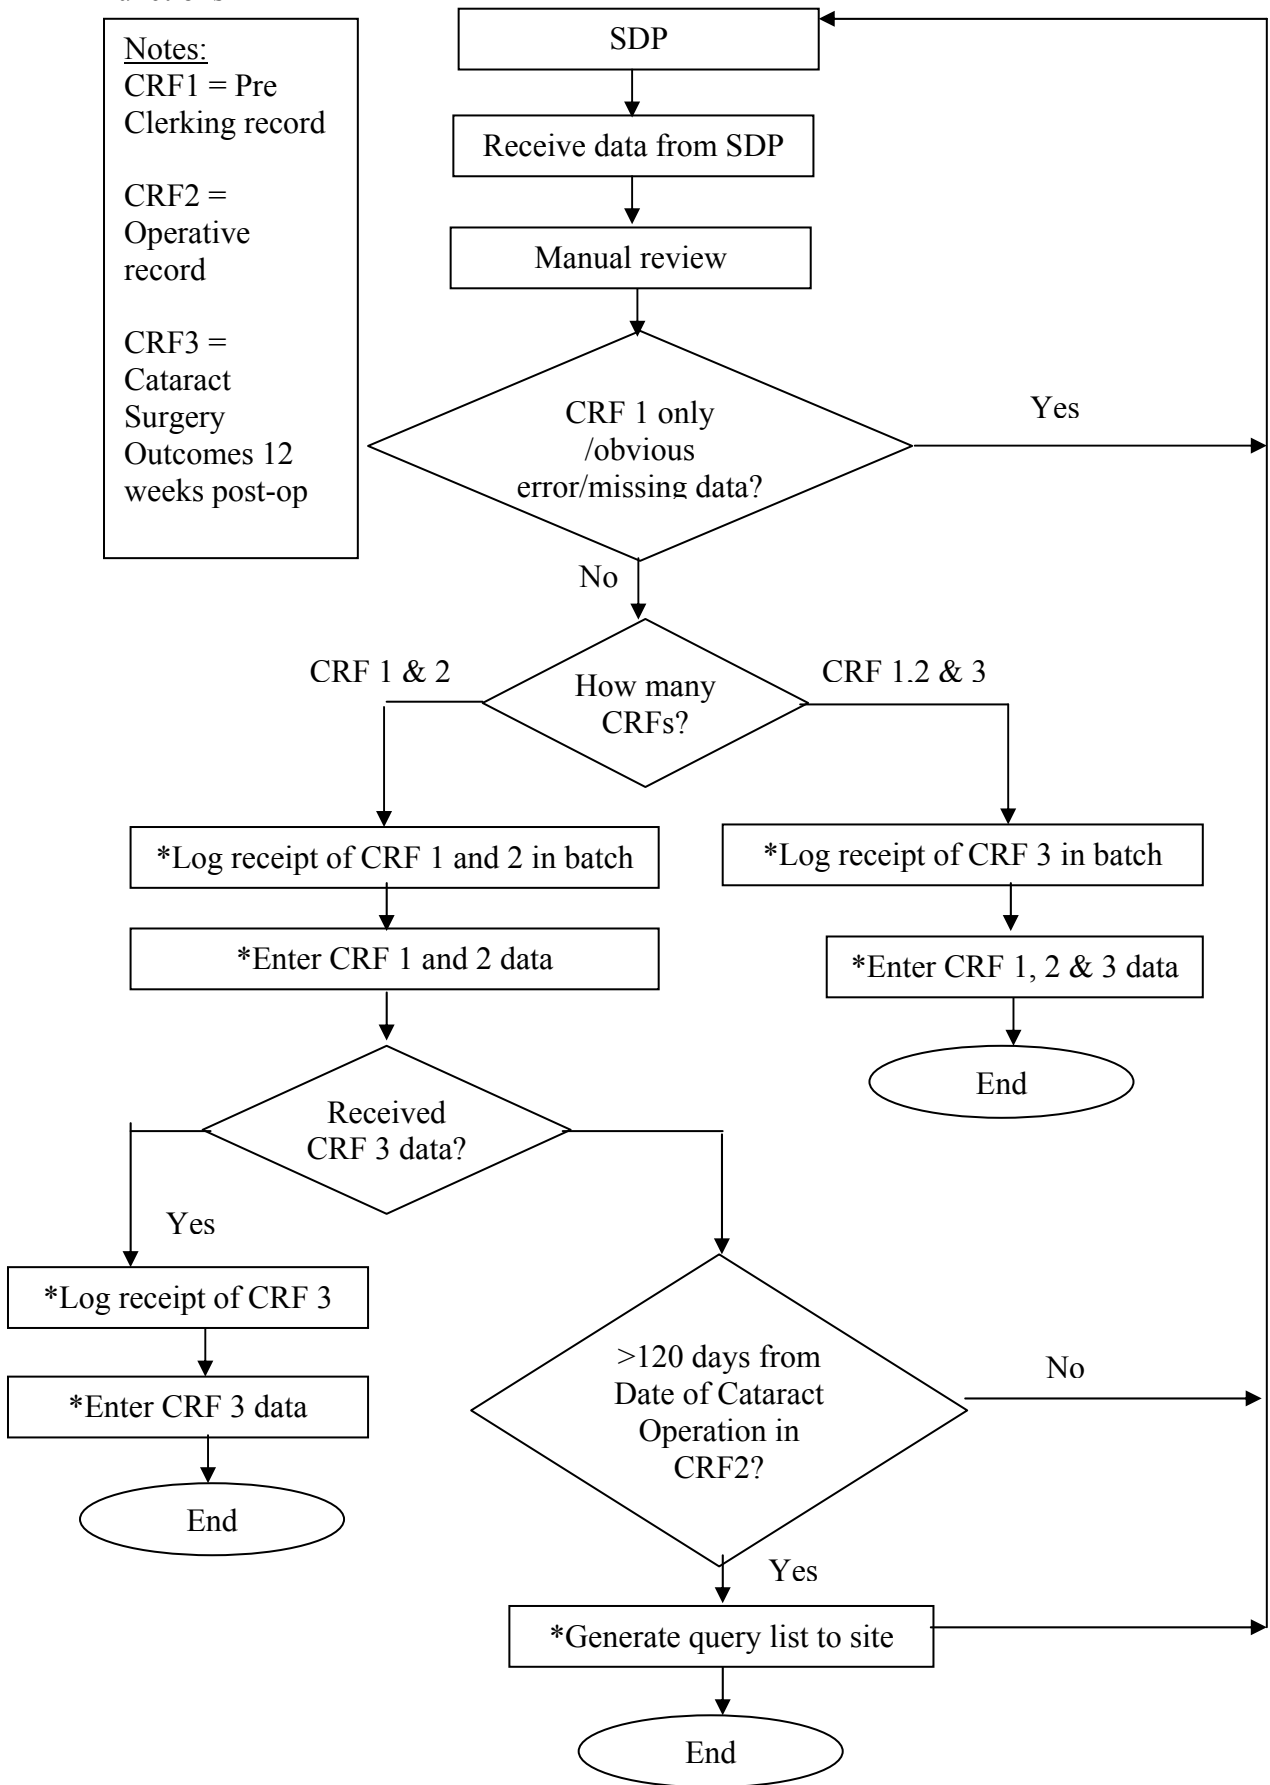 Notes:
CRF1 = Pre
Clerking record
CRF2 =
Operative
record
CRF3 =
Cataract
Surgery
Outcomes 12
weeks post-op
SDP
Receive data from SDP
Manual review
CRF 1 only
/obvious
error/missing data?
Yes
No
How many
CRFs?
CRF 1 & 2
CRF 1,2 & 3
*Log receipt of CRF 1 and 2 in batch
*Log receipt of CRF 3 in batch
*Enter CRF 1 and 2 data
*Enter CRF 1, 2 & 3 data
End
Received
CRF 3 data?
Yes
*Log receipt of CRF 3
*Enter CRF 3 data
End
>120 days from
Date of Cataract
Operation in
CRF2?
No
Yes
*Generate query list to site
End